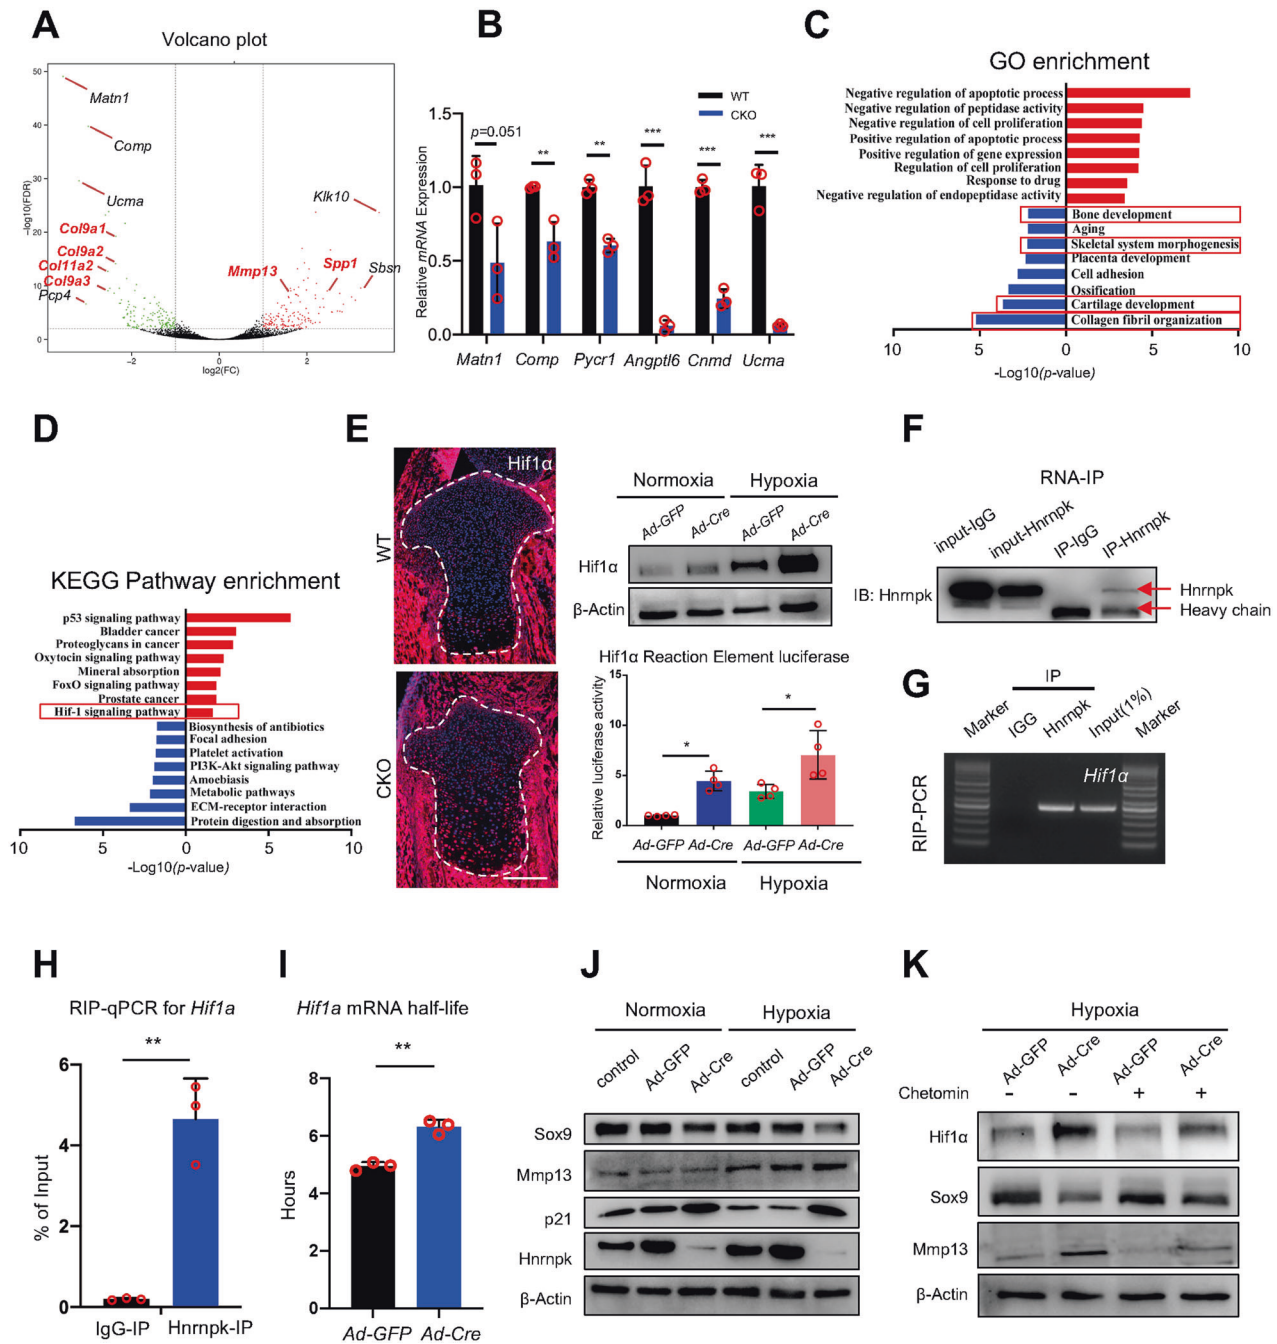 A
Volcano plot
-log10(FDR)
50
40
30
20
10
0
Matn1
Comp
Ucma
Col9a1
Col9a2
Col11a2
Col9a3
Pcp4
Klk10
Mmp13
Spp1
Sbsn
-2
0
2
log2(FC)
B
WT
CKO
Relative mRNA Expression
1.5
1.0
0.5
0.0
p=0.051
**
**
***
***
***
Matn1 Comp Pycr1 Angptl6 Cnmd Ucma
C
GO enrichment
Negative regulation of apoptotic process
Negative regulation of peptidase activity
Negative regulation of cell proliferation
Positive regulation of apoptotic process
Positive regulation of gene expression
Regulation of cell proliferation
Response to drug
Negative regulation of endopeptidase activity
Bone development
Aging
Skeletal system morphogenesis
Placenta development
Cell adhesion
Ossification
Cartilage development
Collagen fibril organization
10 5 0 5 10
-Log10(p-value)
D
KEGG Pathway enrichment
p53 signaling pathway
Bladder cancer
Proteoglycans in cancer
Oxytocin signaling pathway
Mineral absorption
FoxO signaling pathway
Prostate cancer
Hif-1 signaling pathway
Biosynthesis of antibiotics
Focal adhesion
Platelet activation
PI3K-Akt signaling pathway
Amoebiasis
Metabolic pathways
ECM-receptor interaction
Protein digestion and absorption
10 5 0 5 10
-Log10(p-value)
E
Hif1α
WT
CKO
Normoxia Hypoxia
Ad-GFP Ad-Cre Ad-GFP Ad-Cre
Hif1α
β-Actin
Hif1α Reaction Element luciferase
Relative luciferase activity
15
10
5
0
*
*
Ad-GFP Ad-Cre Ad-GFP Ad-Cre
Normoxia Hypoxia
F
RNA-IP
input-IgG
input-Hnrnpk
IP-IgG
IP-Hnrnpk
IB: Hnrnpk
Hnrnpk
Heavy chain
G
IP
Marker
IGG
Hnrnpk
Input(1%)
Marker
RIP-PCR
Hif1α
H
RIP-qPCR for Hif1a
**
% of Input
6
4
2
0
IgG-IP Hnrnpk-IP
I
Hif1a mRNA half-life
**
Hours
8
6
4
2
0
Ad-GFP Ad-Cre
J
Normoxia Hypoxia
control Ad-GFP Ad-Cre control Ad-GFP Ad-Cre
Sox9
Mmp13
p21
Hnrnpk
β-Actin
K
Hypoxia
Ad-GFP Ad-Cre Ad-GFP Ad-Cre
Chetomin - - + +
Hif1α
Sox9
Mmp13
β-Actin